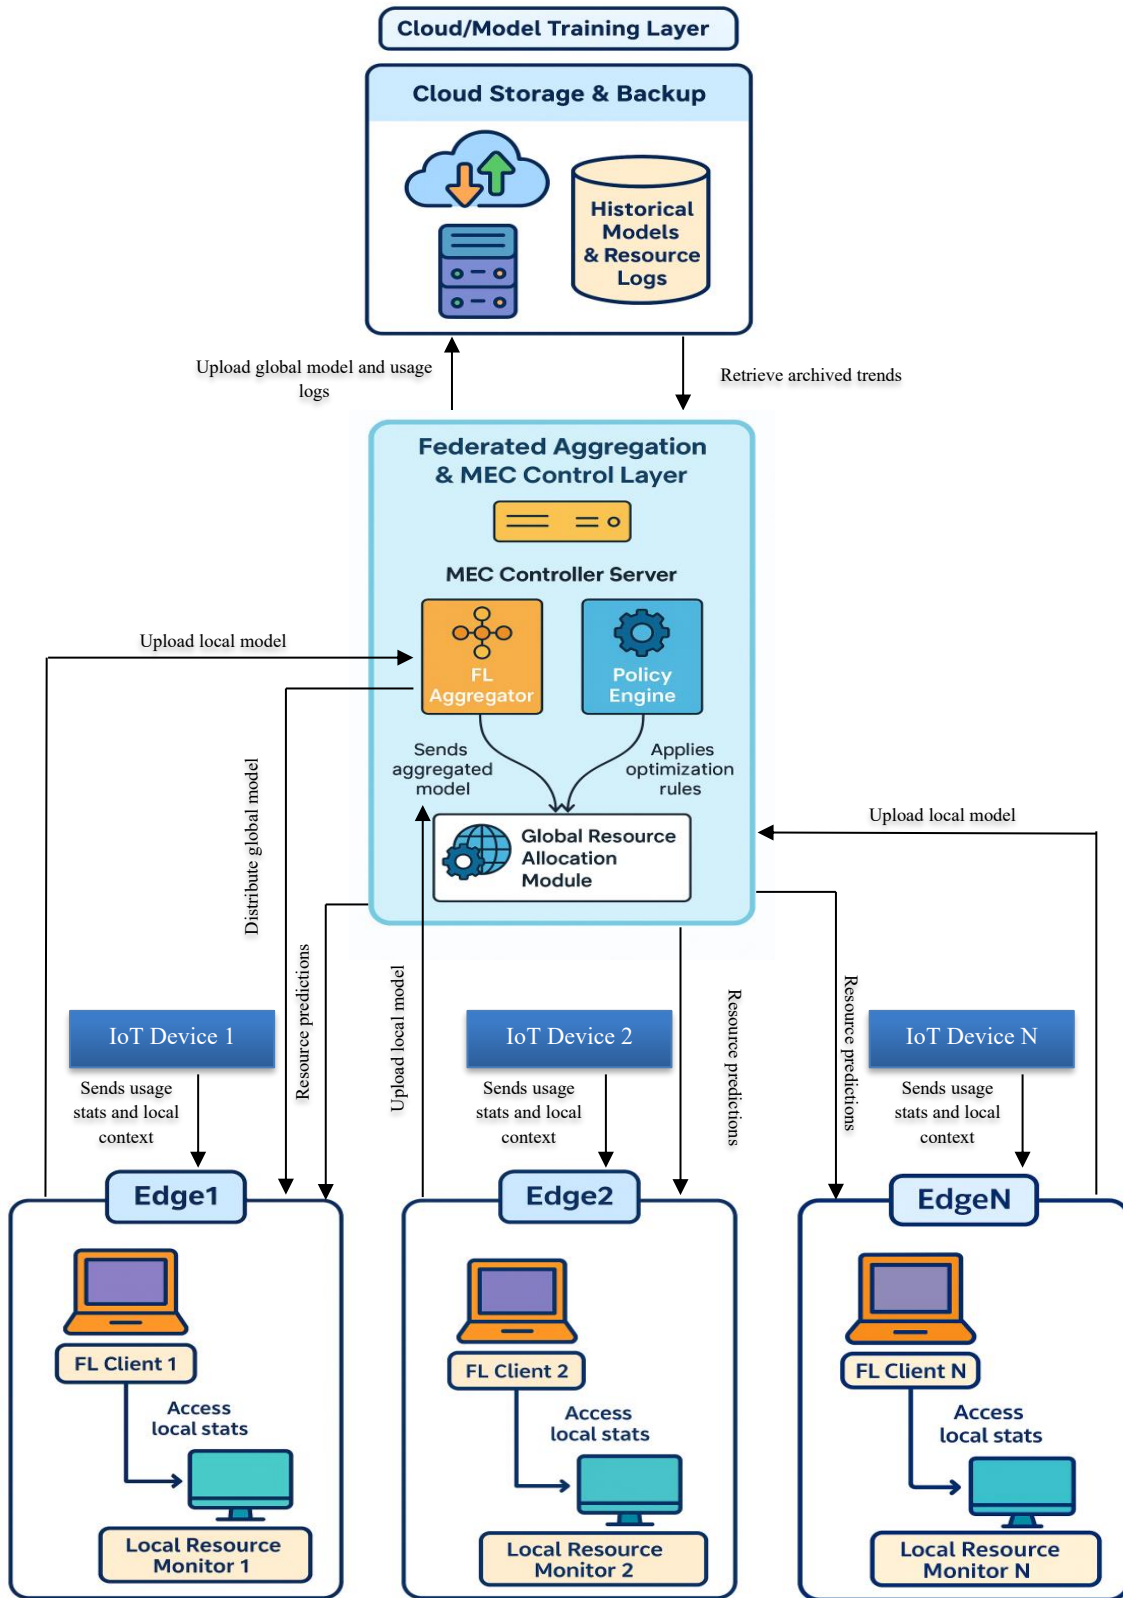 Cloud/Model Training Layer
Cloud Storage & Backup
Historical
Models
& Resource
Logs
Upload global model and usage
logs
Retrieve archived trends
Federated Aggregation
& MEC Control Layer
MEC Controller Server
FL
Aggregator
Policy
Engine
Upload local model
Sends
aggregated
model
Applies
optimization
rules
Distribute global model
Global Resource
Allocation
Module
Upload local model
Resource predictions
Upload local model
Resource predictions
Resource predictions
IoT Device 1
IoT Device 2
IoT Device N
Sends usage
stats and local
context
Sends usage
stats and local
context
Sends usage
stats and local
context
Edge1
Edge2
EdgeN
FL Client 1
Access
local stats
Local Resource
Monitor 1
FL Client 2
Access
local stats
Local Resource
Monitor 2
FL Client N
Access
local stats
Local Resource
Monitor N